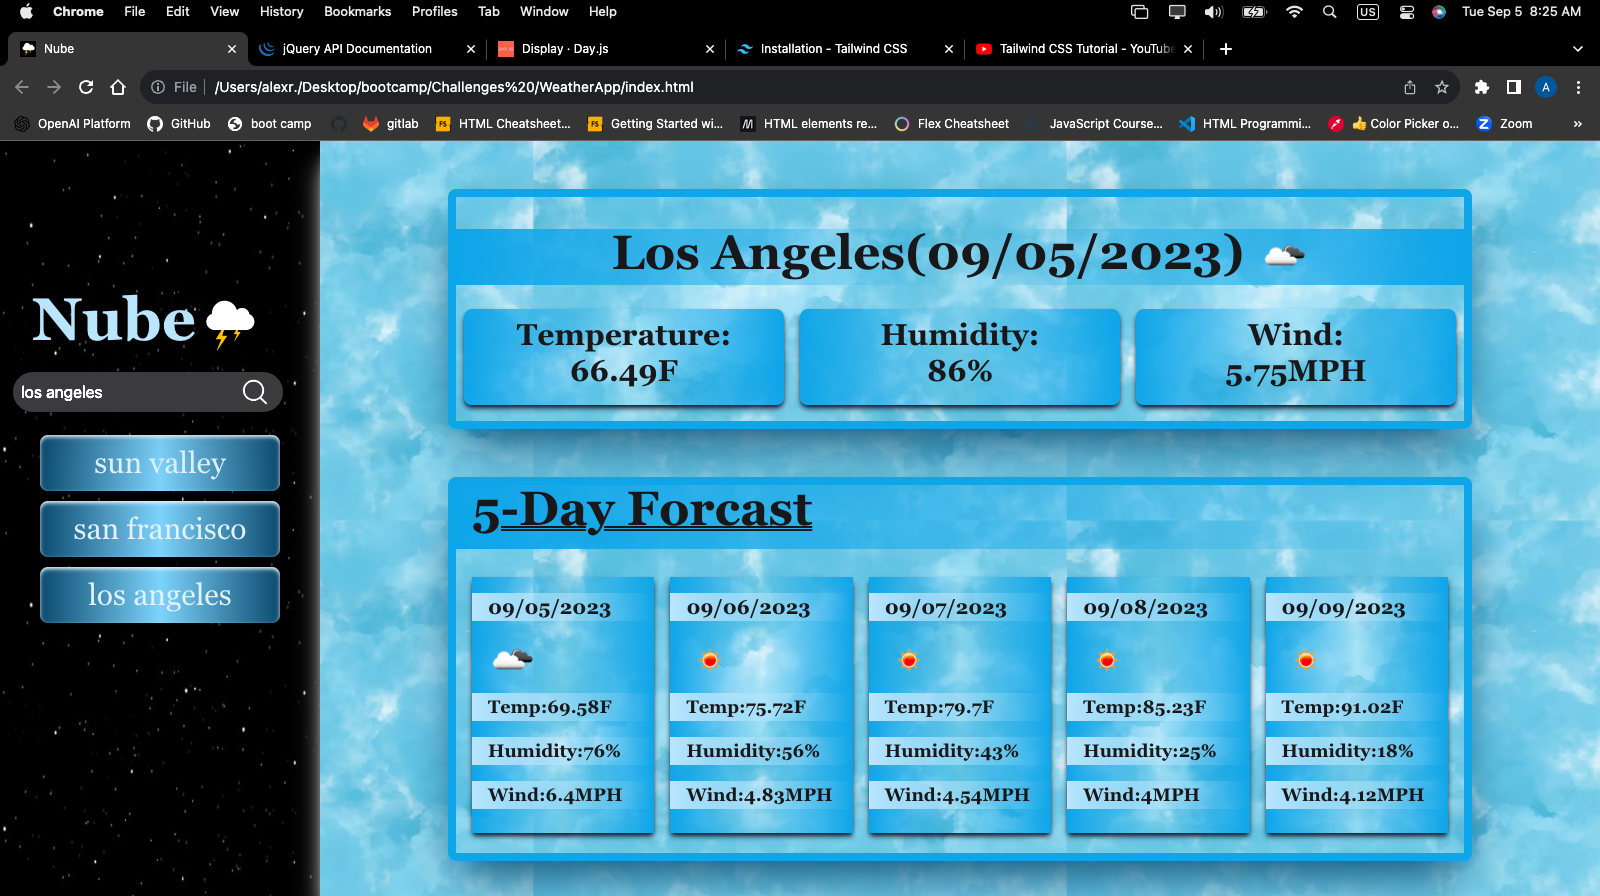 Chrome File Edit View History Bookmarks Profiles Tab Window Help US Tue Sep 5 8:25 AM
Nube jQuery API Documentation Display · Day.js Installation - Tailwind CSS Tailwind CSS Tutorial - YouTube
File /Users/alexr./Desktop/bootcamp/Challenges%20/WeatherApp/index.html A
OpenAI Platform GitHub boot camp gitlab HTML Cheatsheet... Getting Started wi... HTML elements re... Flex Cheatsheet JavaScript Course... HTML Programmi... 👍 Color Picker o... Zoom »
Nube
los angeles
sun valley
san francisco
los angeles
Los Angeles(09/05/2023)
Temperature:
66.49F
Humidity:
86%
Wind:
5.75MPH
5-Day Forcast
09/05/2023
Temp:69.58F
Humidity:76%
Wind:6.4MPH
09/06/2023
Temp:75.72F
Humidity:56%
Wind:4.83MPH
09/07/2023
Temp:79.7F
Humidity:43%
Wind:4.54MPH
09/08/2023
Temp:85.23F
Humidity:25%
Wind:4MPH
09/09/2023
Temp:91.02F
Humidity:18%
Wind:4.12MPH